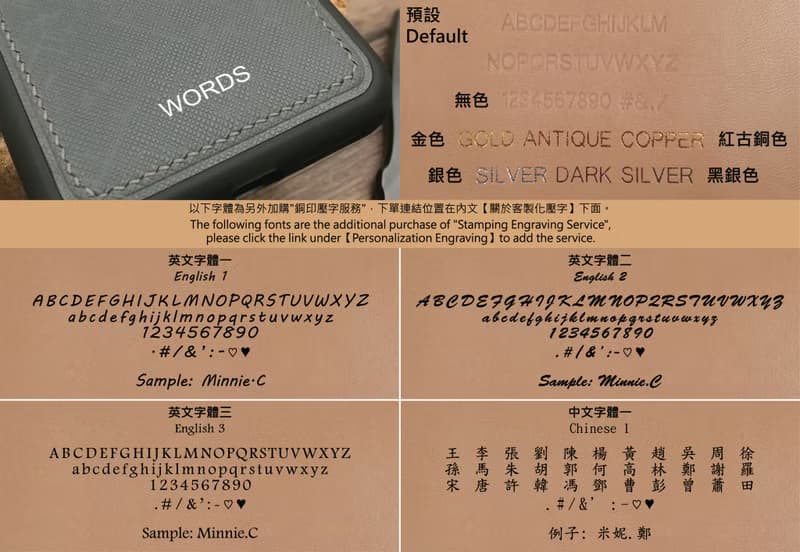 WORDS
預設
Default
ABCDEFGHIJKLM
NOPQRSTUVWXYZ
無色 1234567890 #&./
金色 GOLD ANTIQUE COPPER 紅古銅色
銀色 SILVER DARK SILVER 黑銀色
以下字體為另外加購"銅印壓字服務"，下單連結位置在內文【關於客製化壓字】下面。
The following fonts are the additional purchase of "Stamping Engraving Service",
please click the link under【Personalization Engraving】to add the service.
英文字體一
English 1
ABCDEFGHIJKLMNOPQRSTUVWXYZ
abcdefghijklmnopqrstuvwxyz
1234567890
·#/&':-♡♥
Sample: Minnie·C
英文字體二
English 2
ABCDEFGHIJKLMNOPQRSTUVWXYZ
abcdefghijklmnopqrstuvwxyz
1234567890
.#/&':-♡♥
Sample: Minnie.C
英文字體三
English 3
ABCDEFGHIJKLMNOPQRSTUVWXYZ
abcdefghijklmnopqrstuvwxyz
1234567890
.#/&':-♡♥
Sample: Minnie.C
中文字體一
Chinese 1
王 李 張 劉 陳 楊 黃 趙 吳 周 徐
孫 馬 朱 胡 郭 何 高 林 鄭 謝 羅
宋 唐 許 韓 馮 鄧 曹 彭 曾 蕭 田
.#/&' :-♡♥
例子: 米妮.鄭